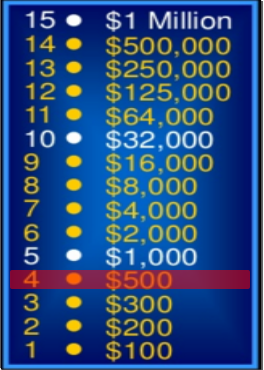 15 • $1 Million
14 • $500,000
13 • $250,000
12 • $125,000
11 • $64,000
10 • $32,000
9 • $16,000
8 • $8,000
7 • $4,000
6 • $2,000
5 • $1,000
4 • $500
3 • $300
2 • $200
1 • $100